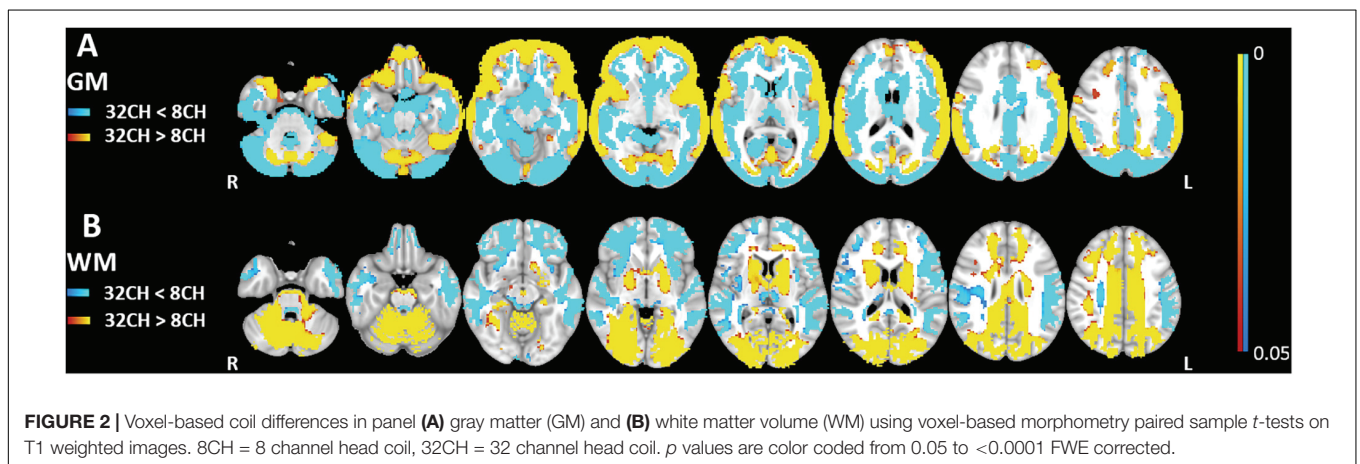 A
GM
32CH < 8CH
32CH > 8CH
R
L
B
WM
32CH < 8CH
32CH > 8CH
R
L
0
0.05
FIGURE 2 | Voxel-based coil differences in panel (A) gray matter (GM) and (B) white matter volume (WM) using voxel-based morphometry paired sample t-tests on
T1 weighted images. 8CH = 8 channel head coil, 32CH = 32 channel head coil. p values are color coded from 0.05 to <0.0001 FWE corrected.